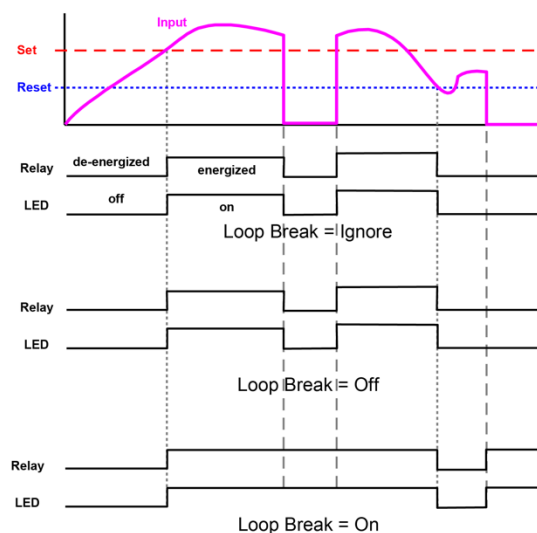 Input
Set
Reset
de-energized
energized
Relay
LED
off
on
Loop Break = Ignore
Relay
LED
Loop Break = Off
Relay
LED
Loop Break = On